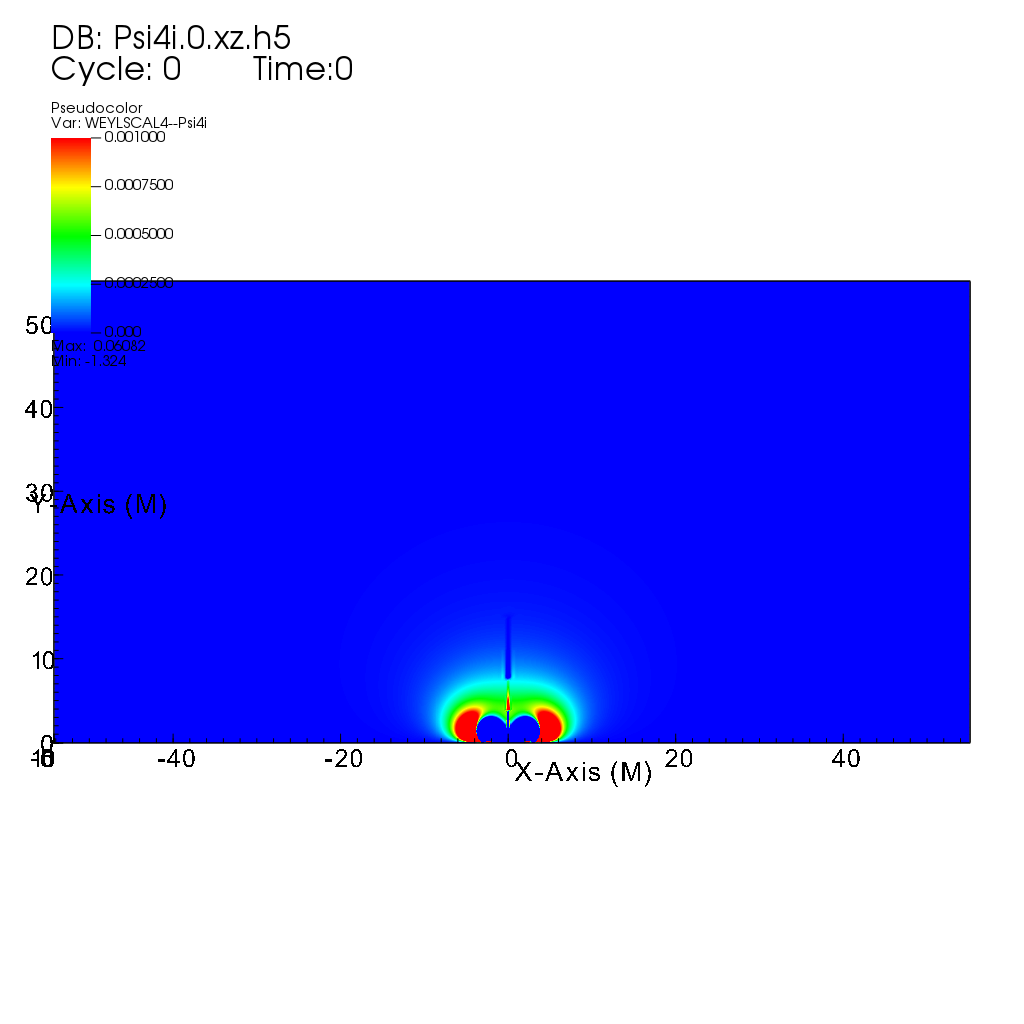 DB: Psi4i.0.xz.h5
Cycle: 0 Time:0
Pseudocolor
Var: WEYLSCAL4--Psi4i
0.001000
0.0007500
0.0005000
0.0002500
0.000
Max: 0.06082
Min: -1.324
50
40
30
Y-Axis (M)
20
10
0
-40
-20
0
20
40
X-Axis (M)